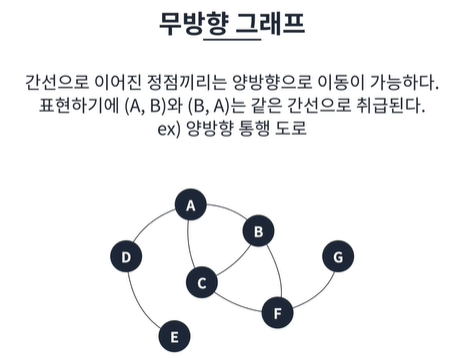 무방향 그래프
간선으로 이어진 정점끼리는 양방향으로 이동이 가능하다.
표현하기에 (A, B)와 (B, A)는 같은 간선으로 취급된다.
ex) 양방향 통행 도로
A
B
D
G
C
F
E